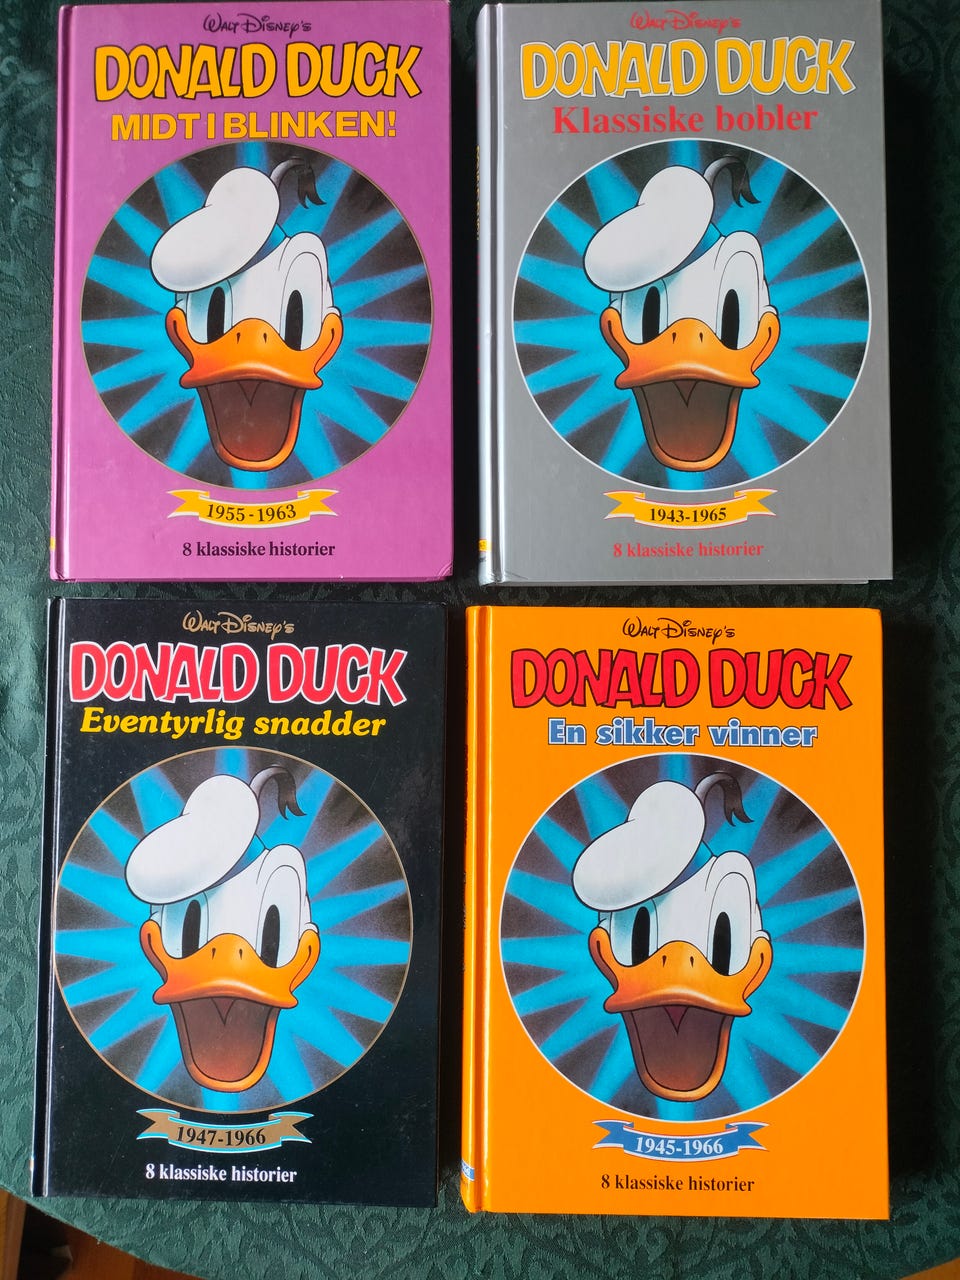 WALT DISNEY'S
DONALD DUCK
MIDT I BLINKEN!
1955-1963
8 klassiske historier
WALT DISNEY'S
DONALD DUCK
Klassiske bobler
1943-1965
8 klassiske historier
WALT DISNEY'S
DONALD DUCK
Eventyrlig snadder
1947-1966
8 klassiske historier
WALT DISNEY'S
DONALD DUCK
En sikker vinner
1945-1966
8 klassiske historier